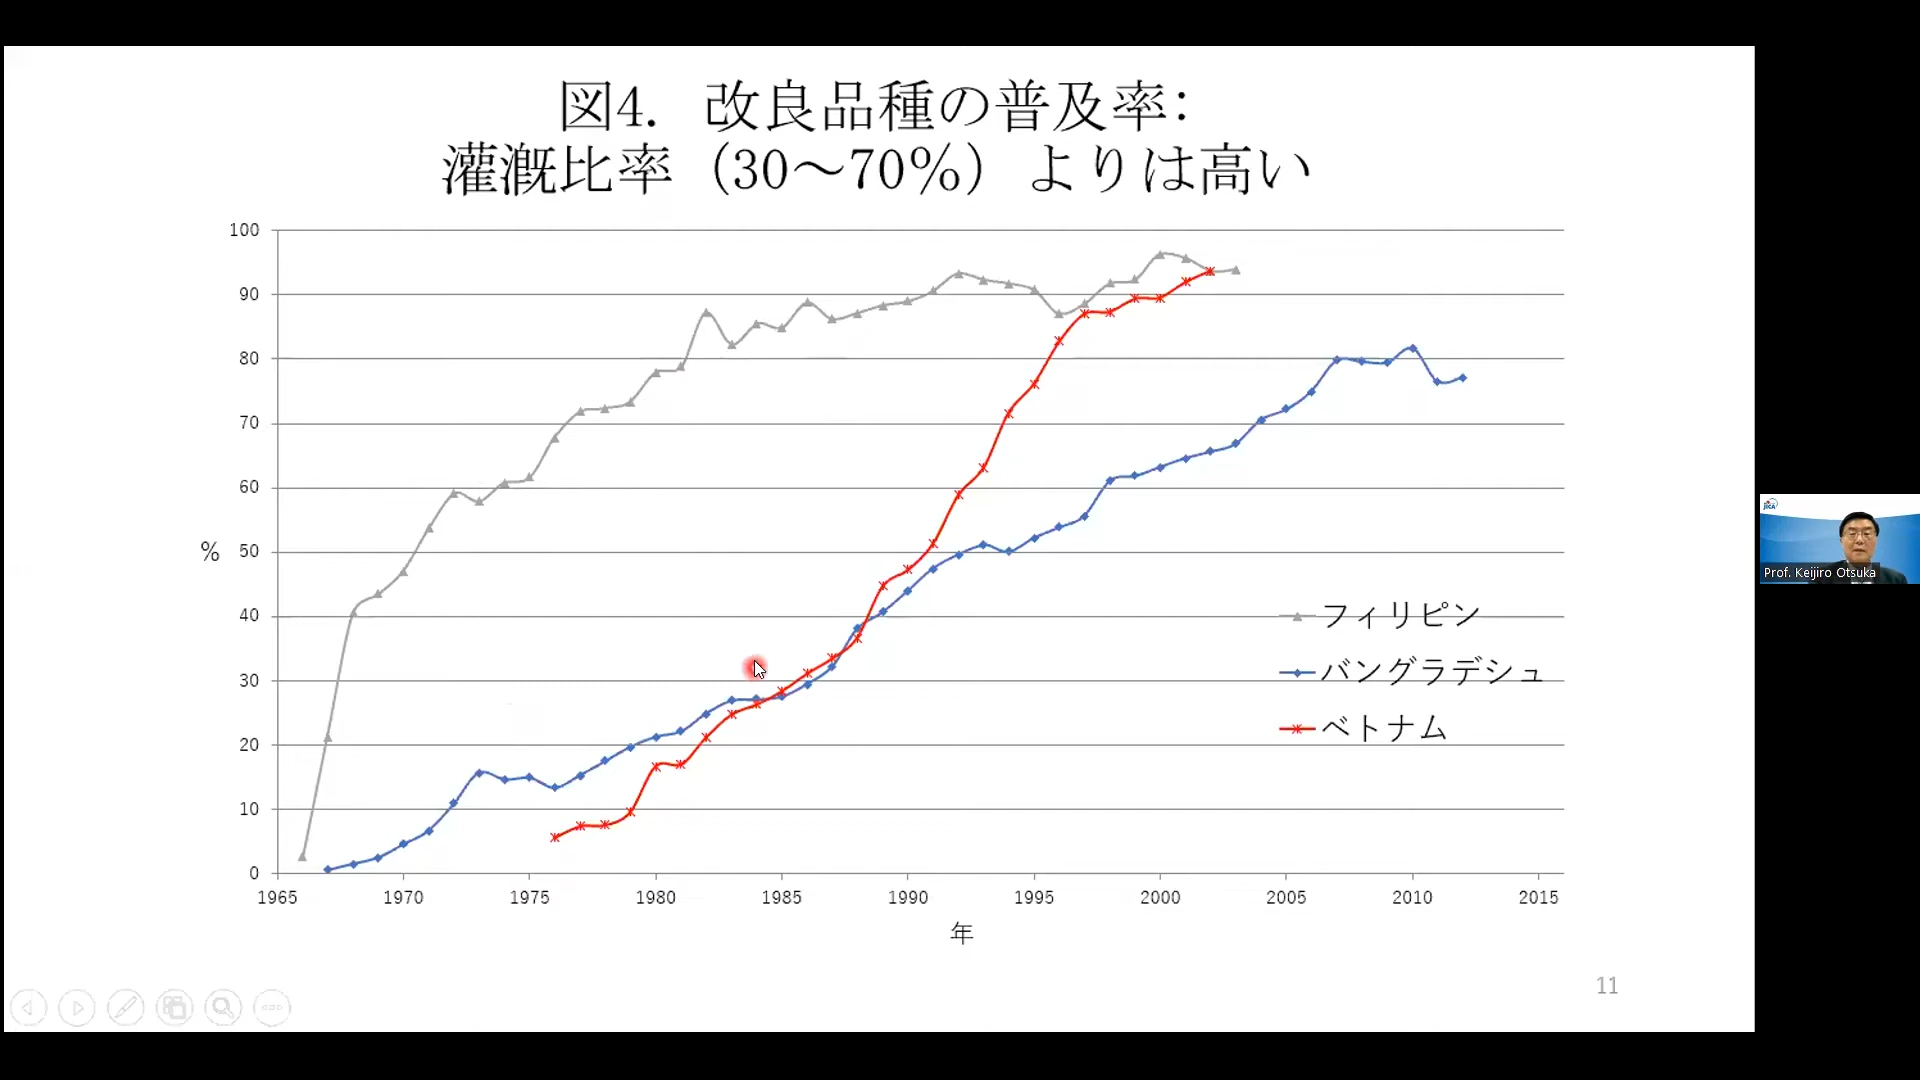 図4. 改良品種の普及率：
灌漑比率（30～70％）よりは高い
100
90
80
70
60
50
40
30
20
10
0
%
1965 1970 1975 1980 1985 1990 1995 2000 2005 2010 2015
年
フィリピン
バングラデシュ
ベトナム
11
JICA
Prof. Keijiro Otsuka